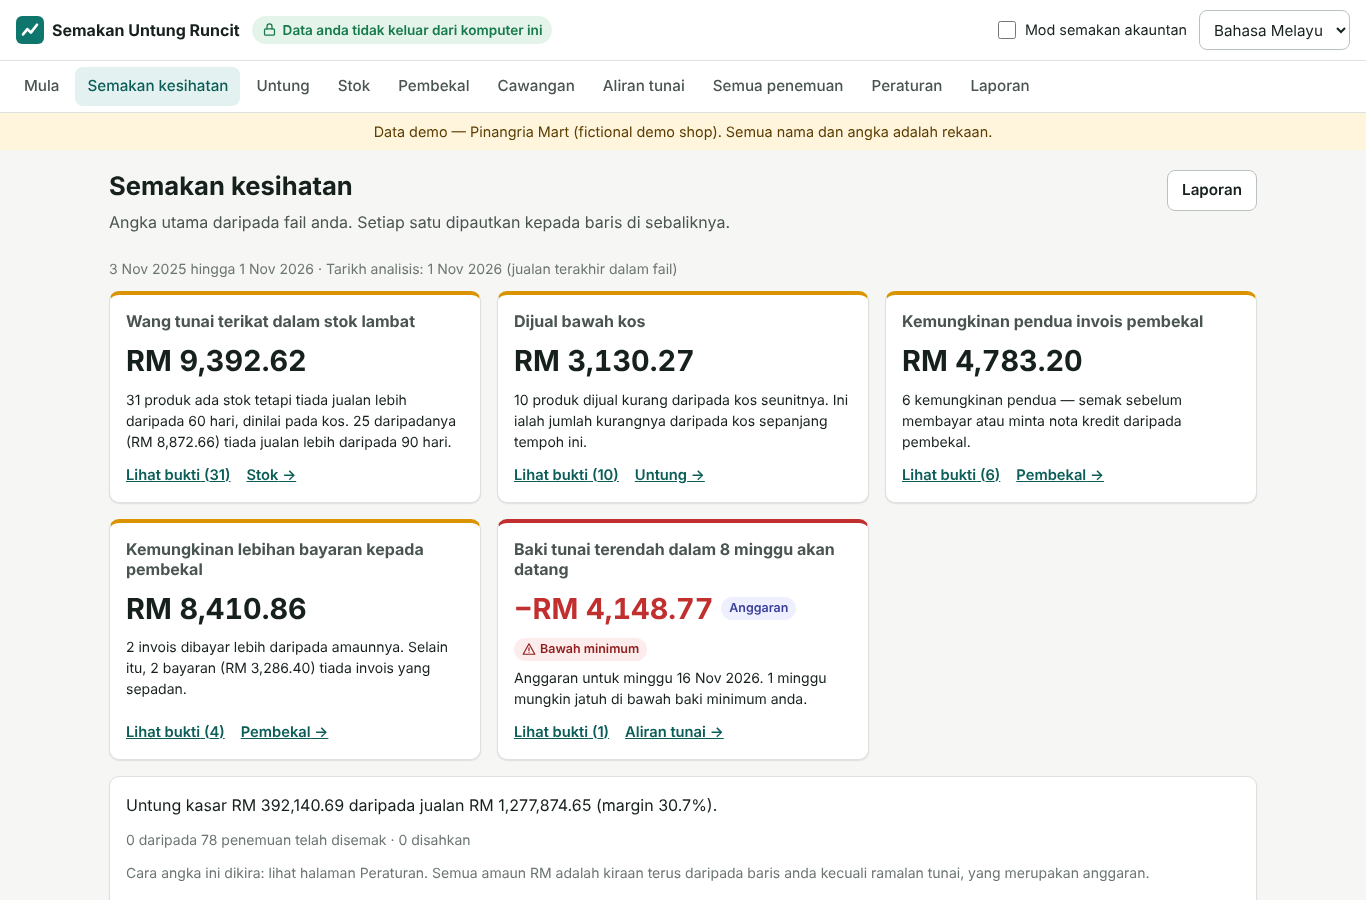 Semakan Untung Runcit
Data anda tidak keluar dari komputer ini
Mod semakan akauntan
Bahasa Melayu
Mula
Semakan kesihatan
Untung
Stok
Pembekal
Cawangan
Aliran tunai
Semua penemuan
Peraturan
Laporan
Data demo — Pinangria Mart (fictional demo shop). Semua nama dan angka adalah rekaan.
Semakan kesihatan
Laporan
Angka utama daripada fail anda. Setiap satu dipautkan kepada baris di sebaliknya.
3 Nov 2025 hingga 1 Nov 2026 · Tarikh analisis: 1 Nov 2026 (jualan terakhir dalam fail)
Wang tunai terikat dalam stok lambat
RM 9,392.62
31 produk ada stok tetapi tiada jualan lebih
daripada 60 hari, dinilai pada kos. 25 daripadanya
(RM 8,872.66) tiada jualan lebih daripada 90 hari.
Lihat bukti (31) Stok →
Dijual bawah kos
RM 3,130.27
10 produk dijual kurang daripada kos seunitnya. Ini
ialah jumlah kurangnya daripada kos sepanjang
tempoh ini.
Lihat bukti (10) Untung →
Kemungkinan pendua invois pembekal
RM 4,783.20
6 kemungkinan pendua — semak sebelum
membayar atau minta nota kredit daripada
pembekal.
Lihat bukti (6) Pembekal →
Kemungkinan lebihan bayaran kepada
pembekal
RM 8,410.86
2 invois dibayar lebih daripada amaunnya. Selain
itu, 2 bayaran (RM 3,286.40) tiada invois yang
sepadan.
Lihat bukti (4) Pembekal →
Baki tunai terendah dalam 8 minggu akan
datang
−RM 4,148.77 Anggaran
Bawah minimum
Anggaran untuk minggu 16 Nov 2026. 1 minggu
mungkin jatuh di bawah baki minimum anda.
Lihat bukti (1) Aliran tunai →
Untung kasar RM 392,140.69 daripada jualan RM 1,277,874.65 (margin 30.7%).
0 daripada 78 penemuan telah disemak · 0 disahkan
Cara angka ini dikira: lihat halaman Peraturan. Semua amaun RM adalah kiraan terus daripada baris anda kecuali ramalan tunai, yang merupakan anggaran.